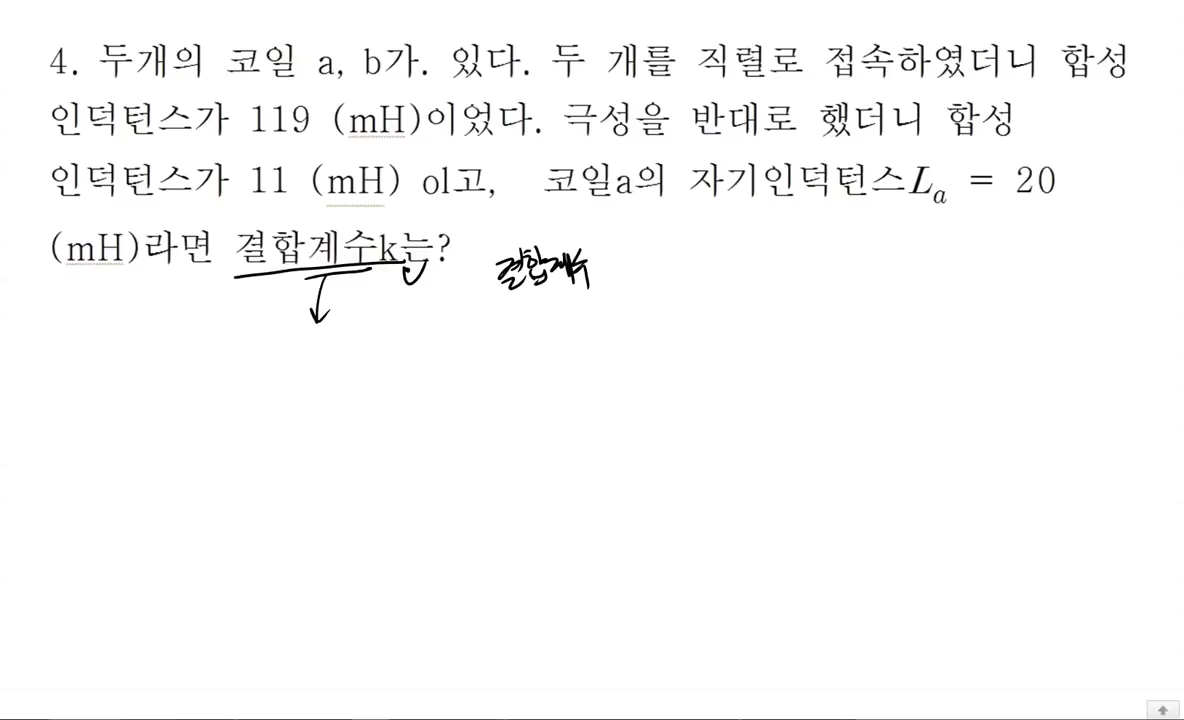 4. 두개의 코일 a, b가. 있다. 두 개를 직렬로 접속하였더니 합성
인덕턴스가 119 (mH)이었다. 극성을 반대로 했더니 합성
인덕턴스가 11 (mH) ol고, 코일a의 자기인덕턴스Lₐ = 20
(mH)라면 결합계수k는?
결합계수